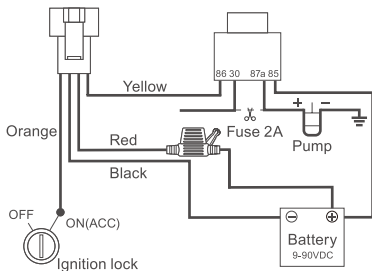 86 30 87a 85
Yellow
+ −
Fuse 2A
Pump
Orange
Red
Black
OFF
ON(ACC)
Ignition lock
− +
Battery
9-90VDC